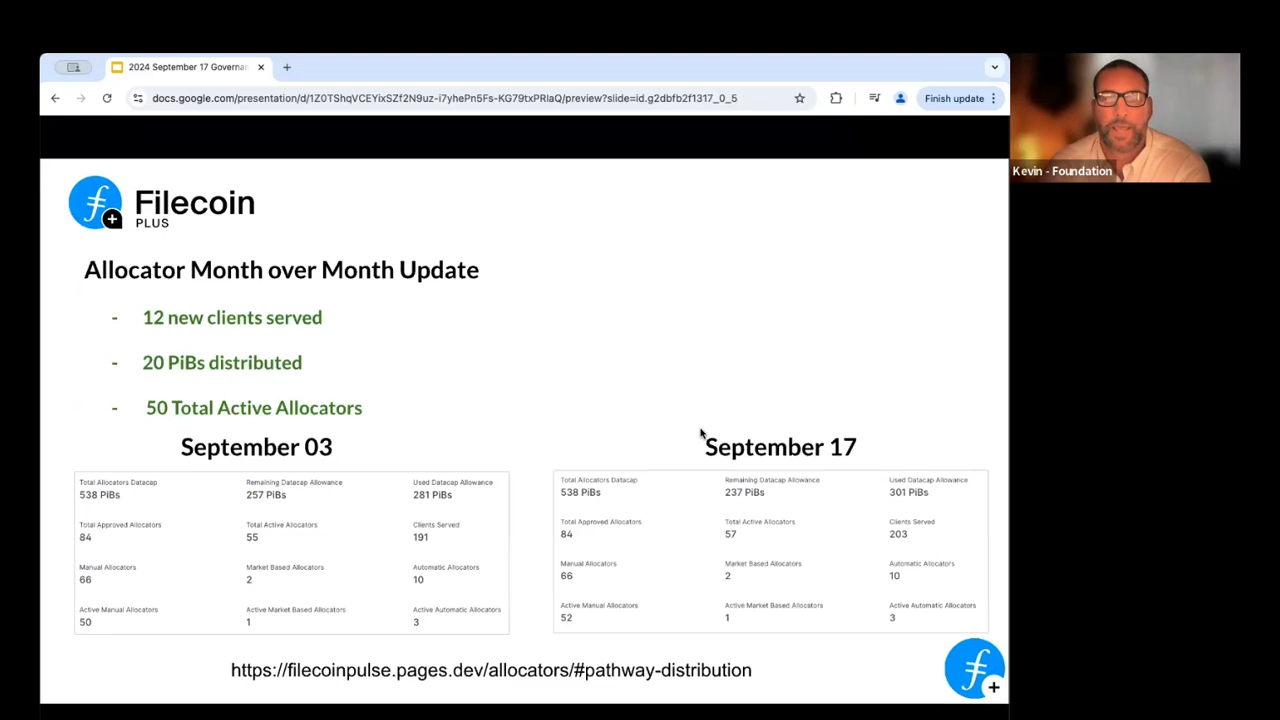 2024 September 17 Governa
docs.google.com/presentation/d/1Z0TShqVCEYixSZf2N9uz-i7yhePn5Fs-KG79txPRlaQ/preview?slide=id.g2dbfb2f1317_0_5
Finish update
Kevin - Foundation
Filecoin
PLUS
Allocator Month over Month Update
- 12 new clients served
- 20 PiBs distributed
- 50 Total Active Allocators
September 03
Total Allocators Datacap Remaining Datacap Allowance Used Datacap Allowance
538 PiBs 257 PiBs 281 PiBs
Total Approved Allocators Total Active Allocators Clients Served
84 55 191
Manual Allocators Market Based Allocators Automatic Allocators
66 2 10
Active Manual Allocators Active Market Based Allocators Active Automatic Allocators
50 1 3
September 17
Total Allocators Datacap Remaining Datacap Allowance Used Datacap Allowance
538 PiBs 237 PiBs 301 PiBs
Total Approved Allocators Total Active Allocators Clients Served
84 57 203
Manual Allocators Market Based Allocators Automatic Allocators
66 2 10
Active Manual Allocators Active Market Based Allocators Active Automatic Allocators
52 1 3
https://filecoinpulse.pages.dev/allocators/#pathway-distribution